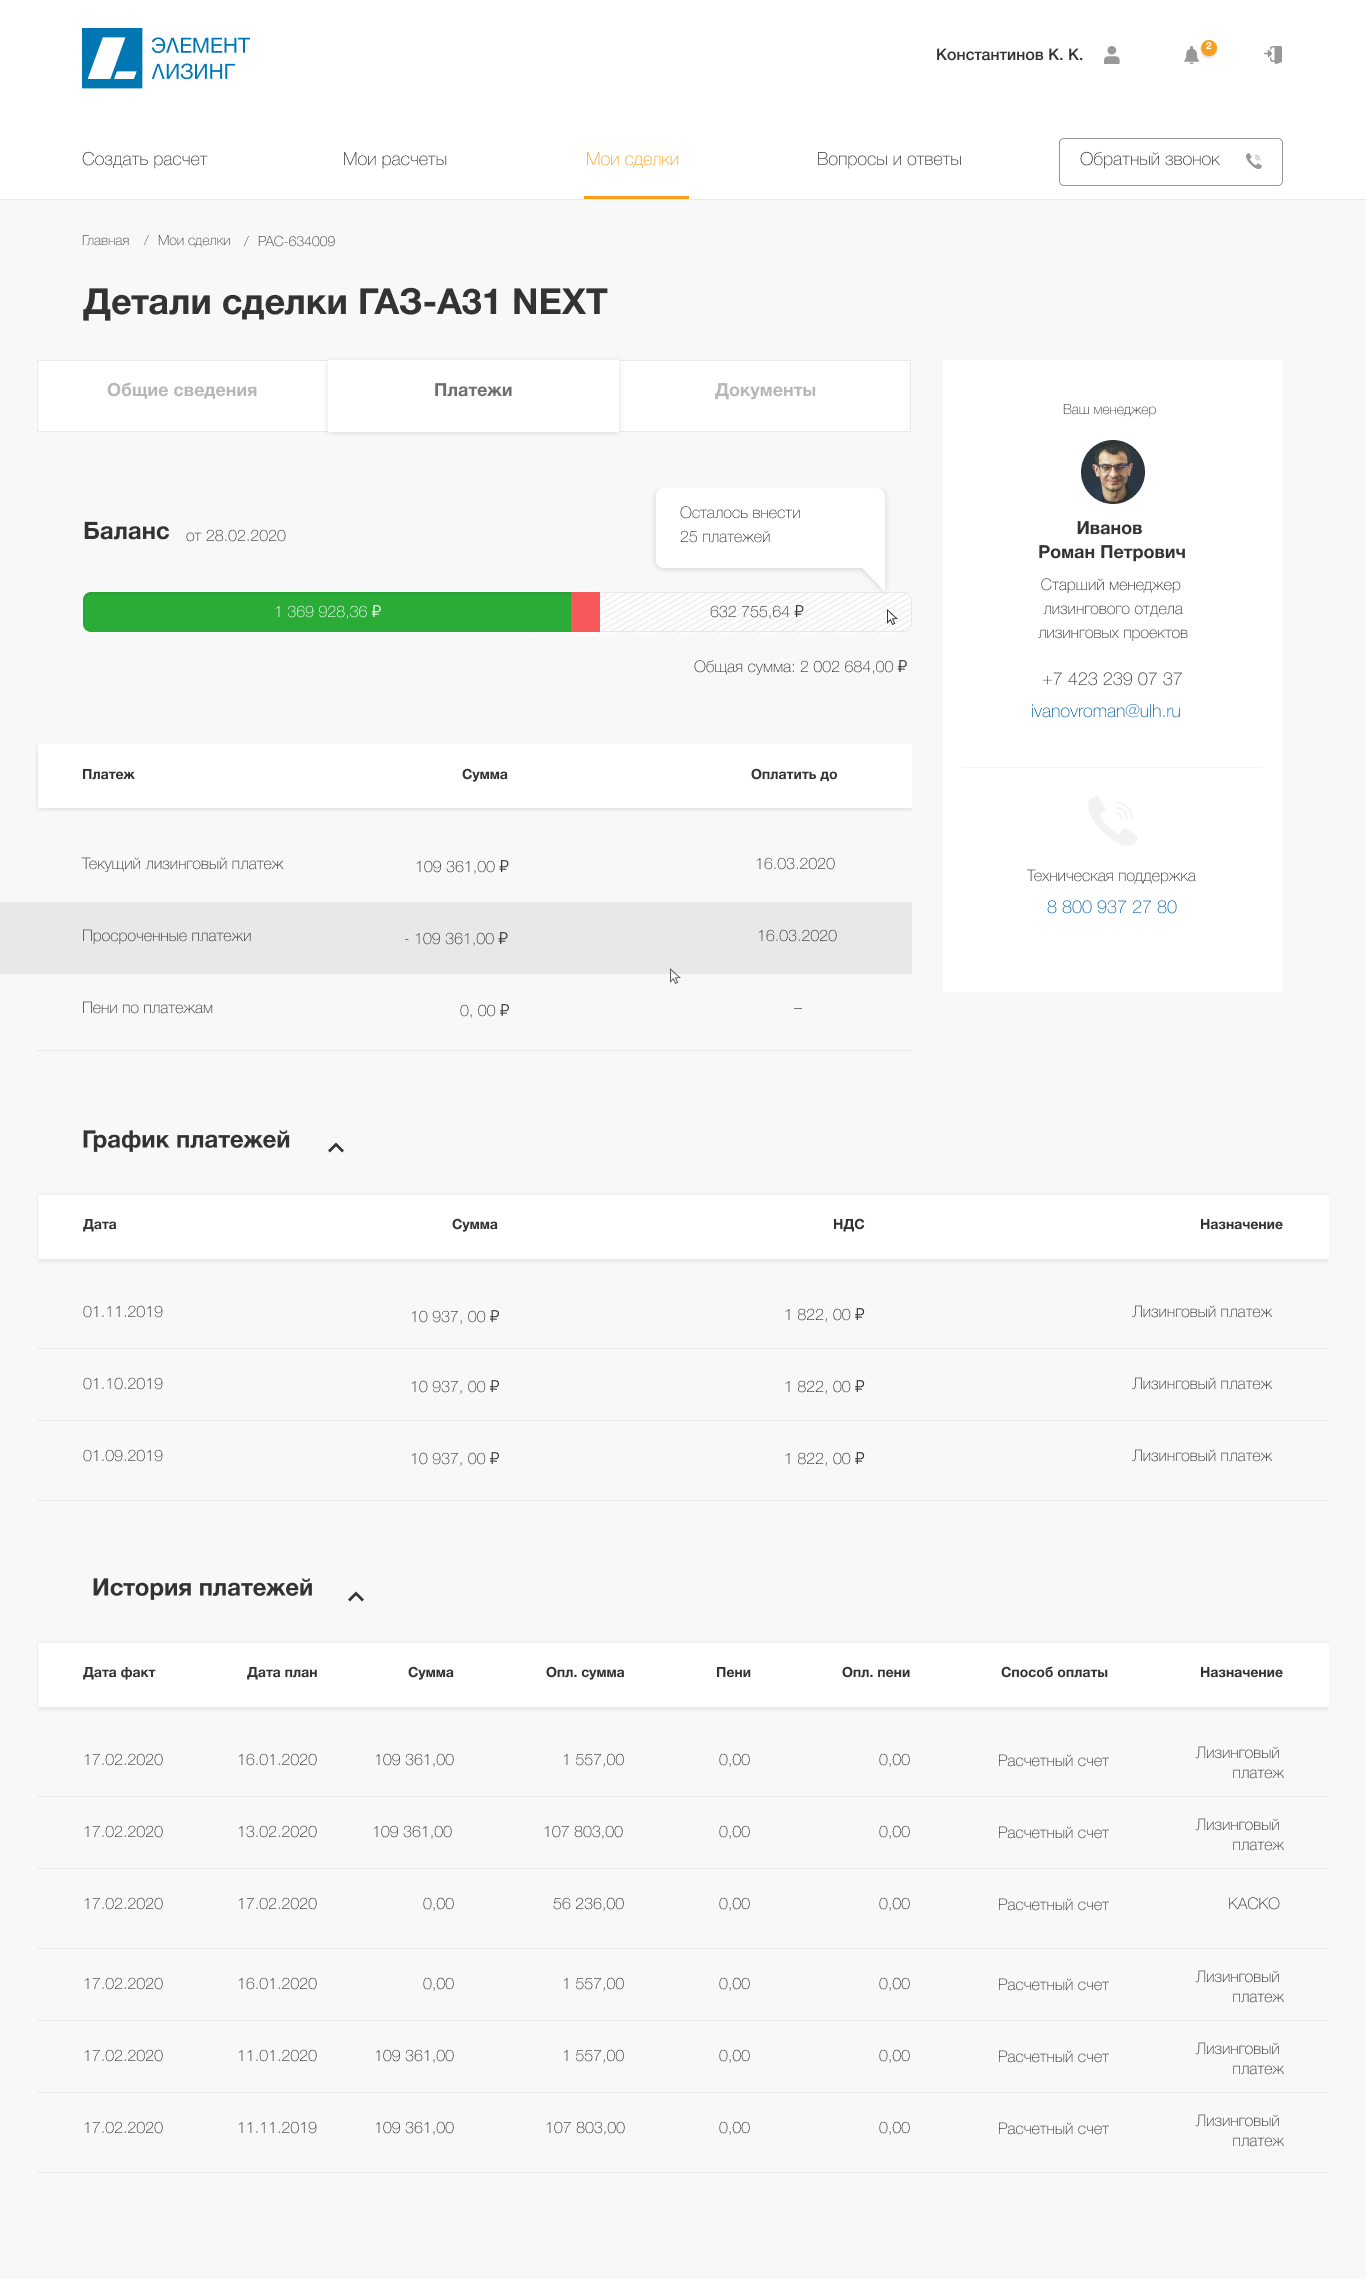 ЭЛЕМЕНТ
ЛИЗИНГ
Константинов К. К.
2
Создать расчет
Мои расчеты
Мои сделки
Вопросы и ответы
Обратный звонок
Главная / Мои сделки / РАС-634009
Детали сделки ГАЗ-А31 NEXT
Общие сведения
Платежи
Документы
Баланс от 28.02.2020
Осталось внести
25 платежей
1 369 928,36 ₽
632 755,64 ₽
Общая сумма: 2 002 684,00 ₽
Ваш менеджер
Иванов
Роман Петрович
Старший менеджер
лизингового отдела
лизинговых проектов
+7 423 239 07 37
ivanovroman@ulh.ru
Техническая поддержка
8 800 937 27 80
Платеж Сумма Оплатить до
Текущий лизинговый платеж 109 361,00 ₽ 16.03.2020
Просроченные платежи - 109 361,00 ₽ 16.03.2020
Пени по платежам 0, 00 ₽ –
График платежей
Дата Сумма НДС Назначение
01.11.2019 10 937, 00 ₽ 1 822, 00 ₽ Лизинговый платеж
01.10.2019 10 937, 00 ₽ 1 822, 00 ₽ Лизинговый платеж
01.09.2019 10 937, 00 ₽ 1 822, 00 ₽ Лизинговый платеж
История платежей
Дата факт Дата план Сумма Опл. сумма Пени Опл. пени Способ оплаты Назначение
17.02.2020 16.01.2020 109 361,00 1 557,00 0,00 0,00 Расчетный счет Лизинговый
платеж
17.02.2020 13.02.2020 109 361,00 107 803,00 0,00 0,00 Расчетный счет Лизинговый
платеж
17.02.2020 17.02.2020 0,00 56 236,00 0,00 0,00 Расчетный счет КАСКО
17.02.2020 16.01.2020 0,00 1 557,00 0,00 0,00 Расчетный счет Лизинговый
платеж
17.02.2020 11.01.2020 109 361,00 1 557,00 0,00 0,00 Расчетный счет Лизинговый
платеж
17.02.2020 11.11.2019 109 361,00 107 803,00 0,00 0,00 Расчетный счет Лизинговый
платеж